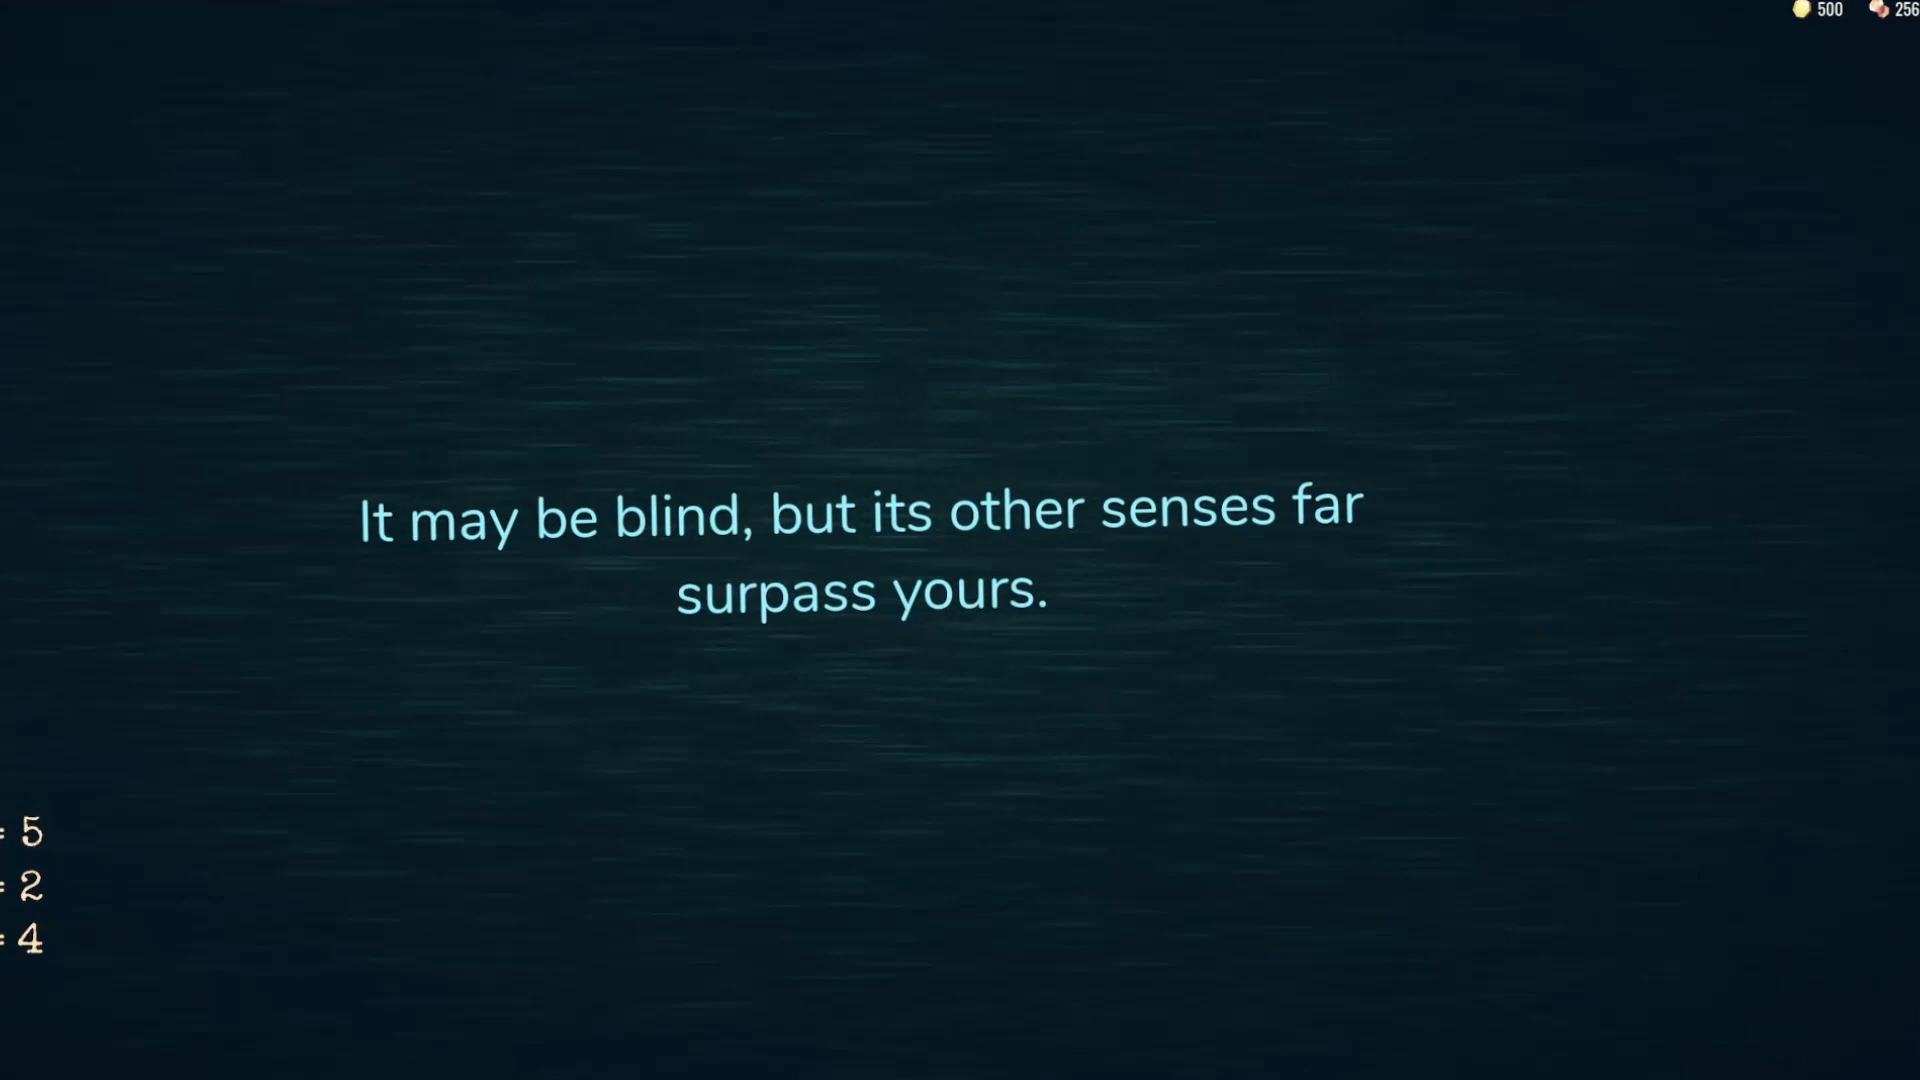 500 256
It may be blind, but its other senses far
surpass yours.
= 5
= 2
= 4